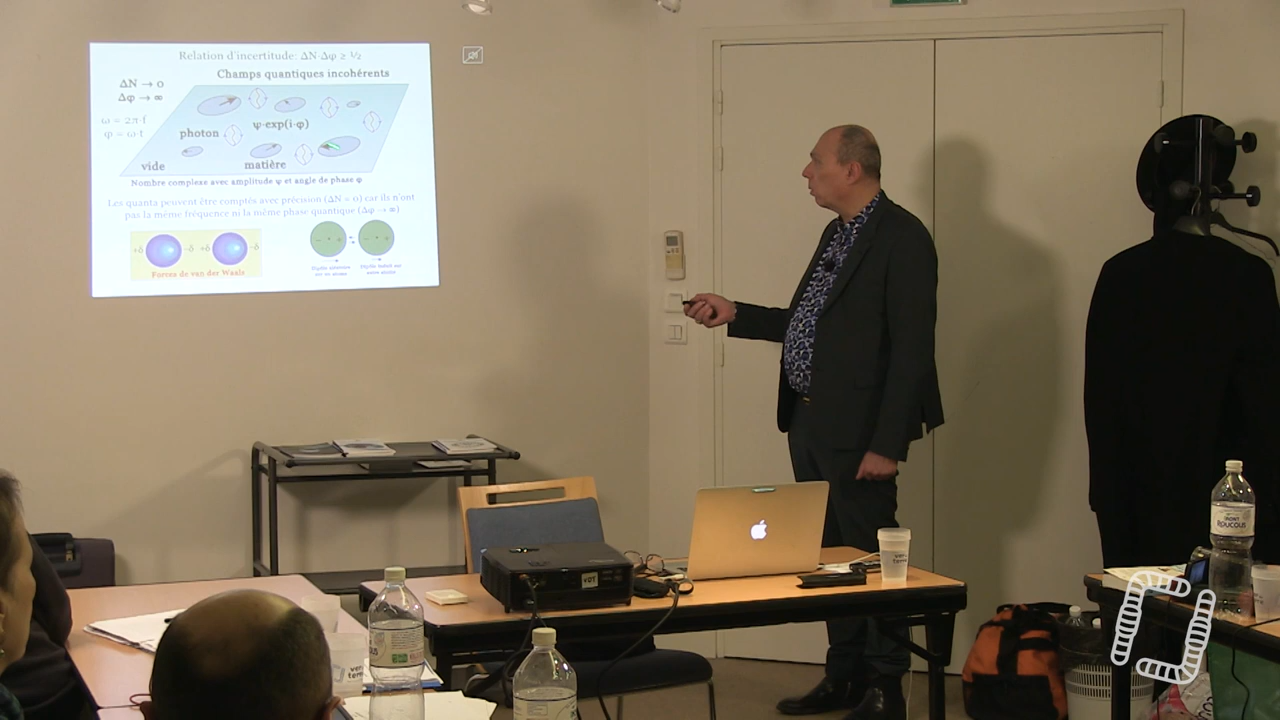 Relation d'incertitude: ΔN·Δφ ≥ ½
Champs quantiques incohérents
ΔN → 0
Δφ → ∞
ω = 2π·f
φ = ω·t
ψ·exp(i·φ)
photon
vide
matière
Nombre complexe avec amplitude ψ et angle de phase φ
Les quanta peuvent être comptés avec précision (ΔN = 0) car ils n'ont
pas la même fréquence ni la même phase quantique (Δφ → ∞)
+δ -δ +δ -δ
Forces de van der Waals
MONT
ROUCOUS